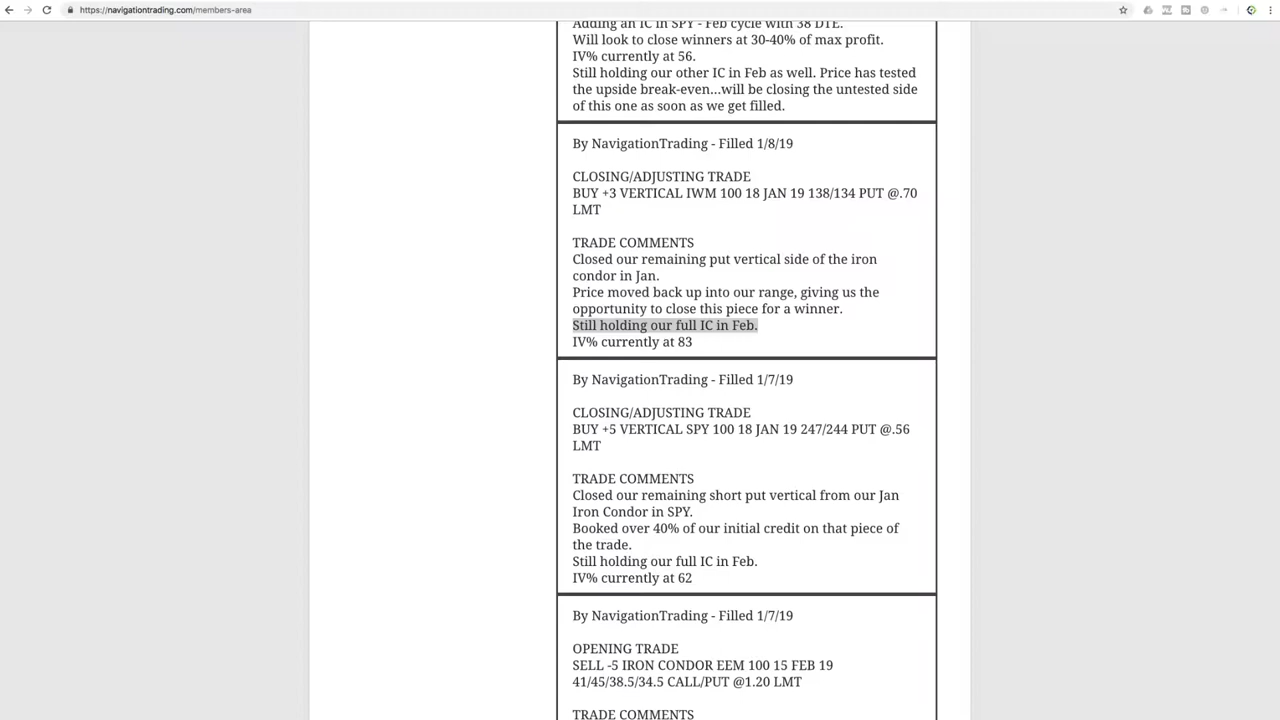 https://navigationtrading.com/members-area
Adding an IC in SPY - Feb cycle with 38 DTE.
Will look to close winners at 30-40% of max profit.
IV% currently at 56.
Still holding our other IC in Feb as well. Price has tested
the upside break-even...will be closing the untested side
of this one as soon as we get filled.
By NavigationTrading - Filled 1/8/19
CLOSING/ADJUSTING TRADE
BUY +3 VERTICAL IWM 100 18 JAN 19 138/134 PUT @.70
LMT
TRADE COMMENTS
Closed our remaining put vertical side of the iron
condor in Jan.
Price moved back up into our range, giving us the
opportunity to close this piece for a winner.
Still holding our full IC in Feb.
IV% currently at 83
By NavigationTrading - Filled 1/7/19
CLOSING/ADJUSTING TRADE
BUY +5 VERTICAL SPY 100 18 JAN 19 247/244 PUT @.56
LMT
TRADE COMMENTS
Closed our remaining short put vertical from our Jan
Iron Condor in SPY.
Booked over 40% of our initial credit on that piece of
the trade.
Still holding our full IC in Feb.
IV% currently at 62
By NavigationTrading - Filled 1/7/19
OPENING TRADE
SELL -5 IRON CONDOR EEM 100 15 FEB 19
41/45/38.5/34.5 CALL/PUT @1.20 LMT
TRADE COMMENTS